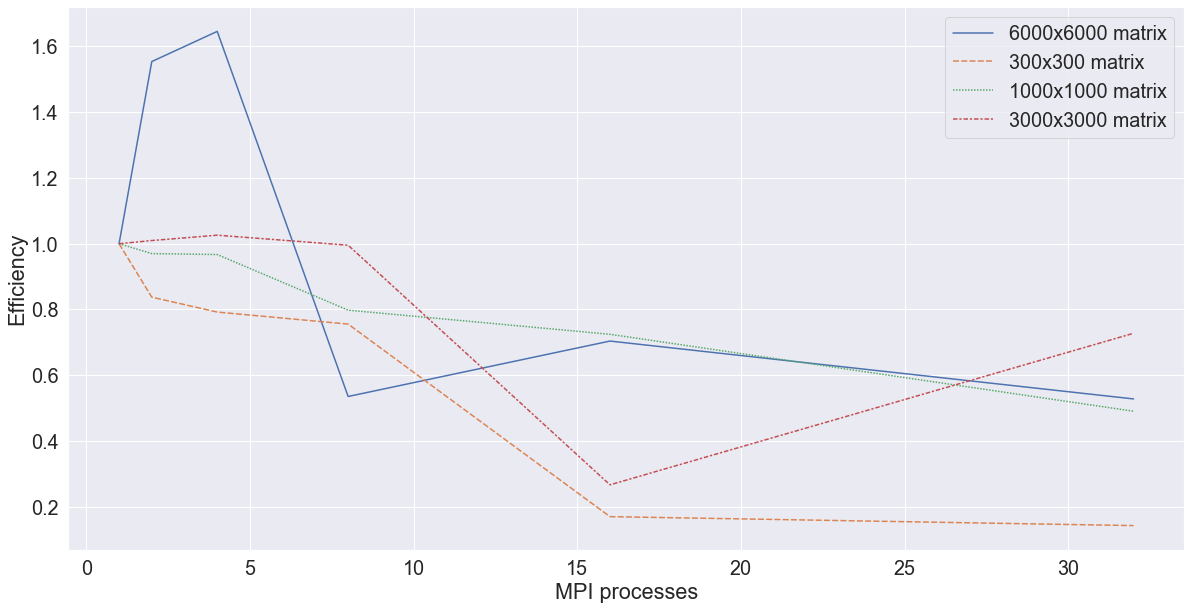 6000x6000 matrix
300x300 matrix
1000x1000 matrix
3000x3000 matrix
Efficiency
1.6
1.4
1.2
1.0
0.8
0.6
0.4
0.2
0 5 10 15 20 25 30
MPI processes